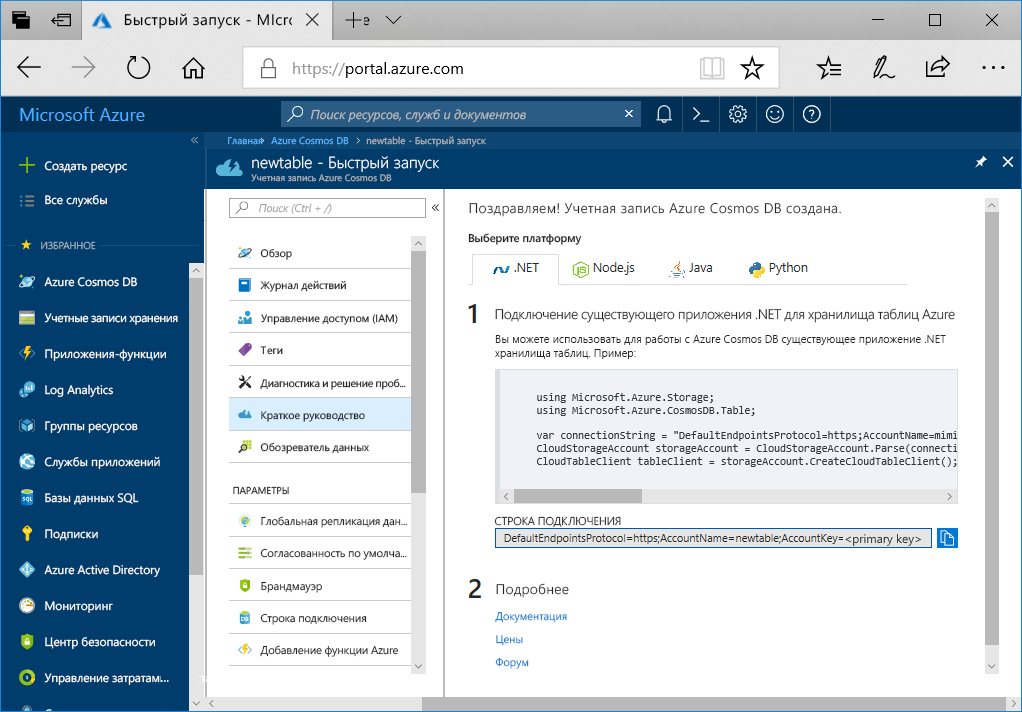 Быстрый запуск - MIcrc
https://portal.azure.com
Microsoft Azure
Поиск ресурсов, служб и документов
Главная
Azure Cosmos DB > newtable - Быстрый запуск
newtable - Быстрый запуск
Учетная запись Azure Cosmos DB
Создать ресурс
Все службы
ИЗБРАННОЕ
Azure Cosmos DB
Учетные записи хранения
Приложения-функции
Log Analytics
Группы ресурсов
Службы приложений
Базы данных SQL
Подписки
Azure Active Directory
Мониторинг
Центр безопасности
Управление затратам...
Поиск (Ctrl + /)
Обзор
Журнал действий
Управление доступом (IAM)
Теги
Диагностика и решение проб...
Краткое руководство
Обозреватель данных
ПАРАМЕТРЫ
Глобальная репликация дан...
Согласованность по умолча...
Брандмауэр
Строка подключения
Добавление функции Azure
Поздравляем! Учетная запись Azure Cosmos DB создана.
Выберите платформу
.NET
Node.js
Java
Python
1 Подключение существующего приложения .NET для хранилища таблиц Azure
Вы можете использовать для работы с Azure Cosmos DB существующее приложение .NET
хранилища таблиц. Пример:
using Microsoft.Azure.Storage;
using Microsoft.Azure.CosmosDB.Table;
var connectionString = "DefaultEndpointsProtocol=https;AccountName=mimi
CloudStorageAccount storageAccount = CloudStorageAccount.Parse(connecti
CloudTableClient tableClient = storageAccount.CreateCloudTableClient();
СТРОКА ПОДКЛЮЧЕНИЯ
DefaultEndpointsProtocol=https;AccountName=newtable;AccountKey=<primary key>
2 Подробнее
Документация
Цены
Форум